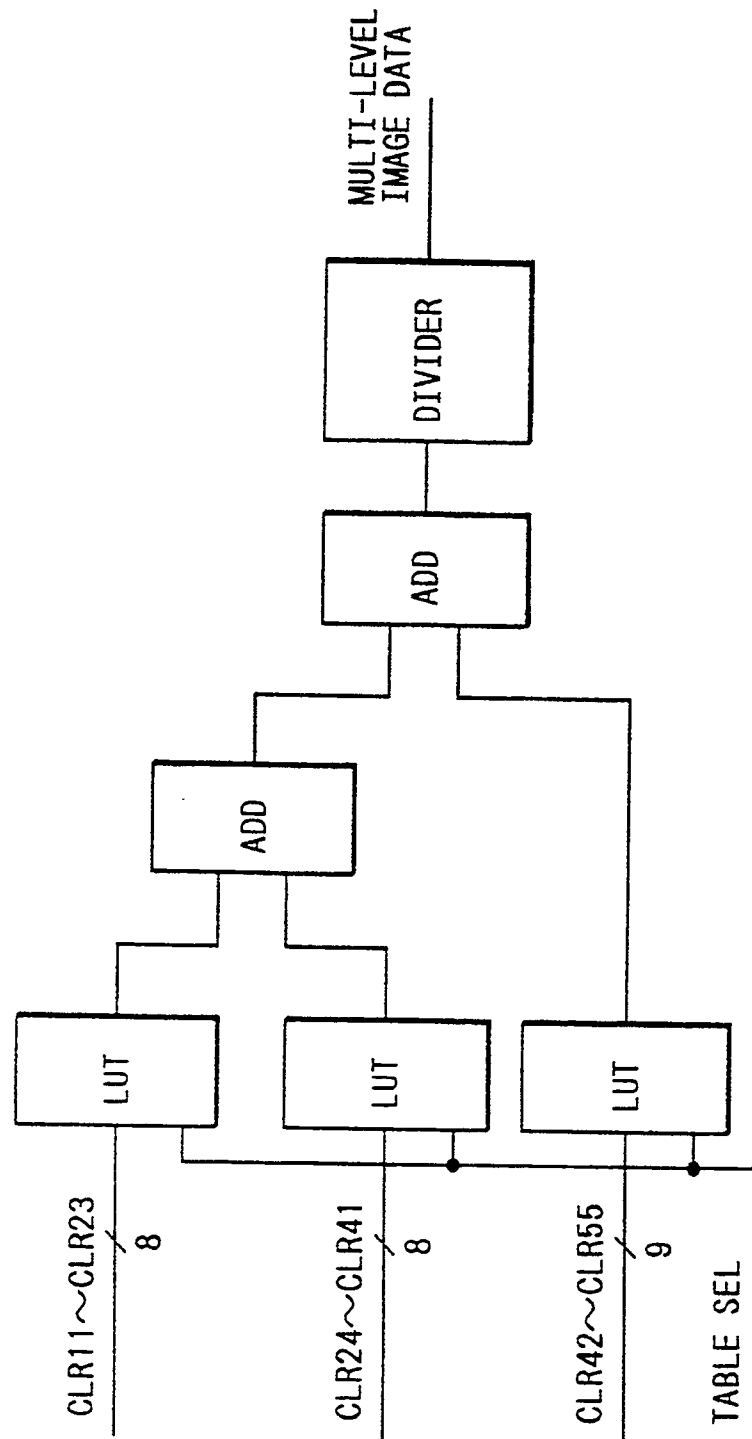 CLR11~CLR23
8
LUT
CLR24~CLR41
8
LUT
CLR42~CLR55
9
LUT
TABLE SEL
ADD
ADD
DIVIDER
MULTI-LEVEL
IMAGE DATA